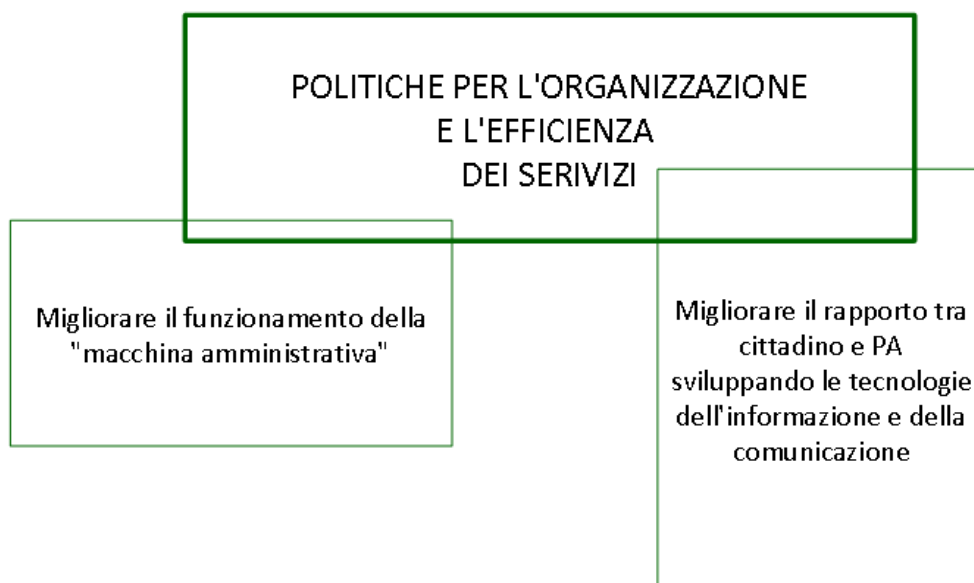 POLITICHE PER L'ORGANIZZAZIONE
E L'EFFICIENZA
DEI SERIVIZI
Migliorare il funzionamento della
"macchina amministrativa"
Migliorare il rapporto tra
cittadino e PA
sviluppando le tecnologie
dell'informazione e della
comunicazione